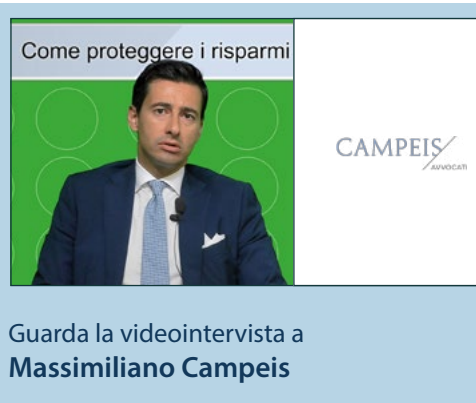 Come proteggere i risparmi
CAMPEIS
AVVOCATI
Guarda la videointervista a
Massimiliano Campeis